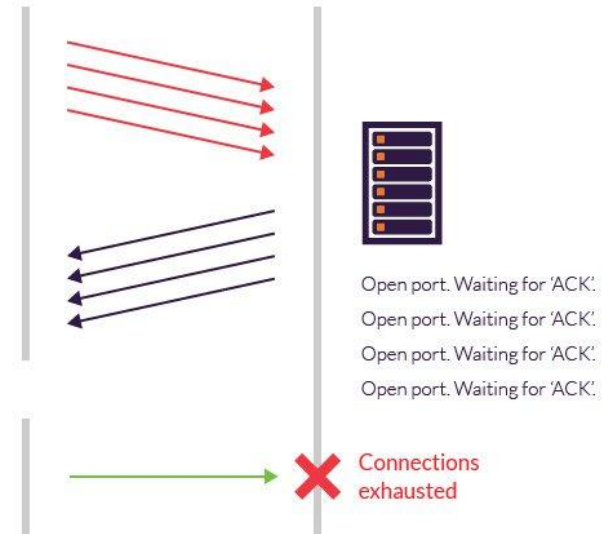 Open port. Waiting for ‘ACK’.
Open port. Waiting for ‘ACK’.
Open port. Waiting for ‘ACK’.
Open port. Waiting for ‘ACK’.
Connections
exhausted